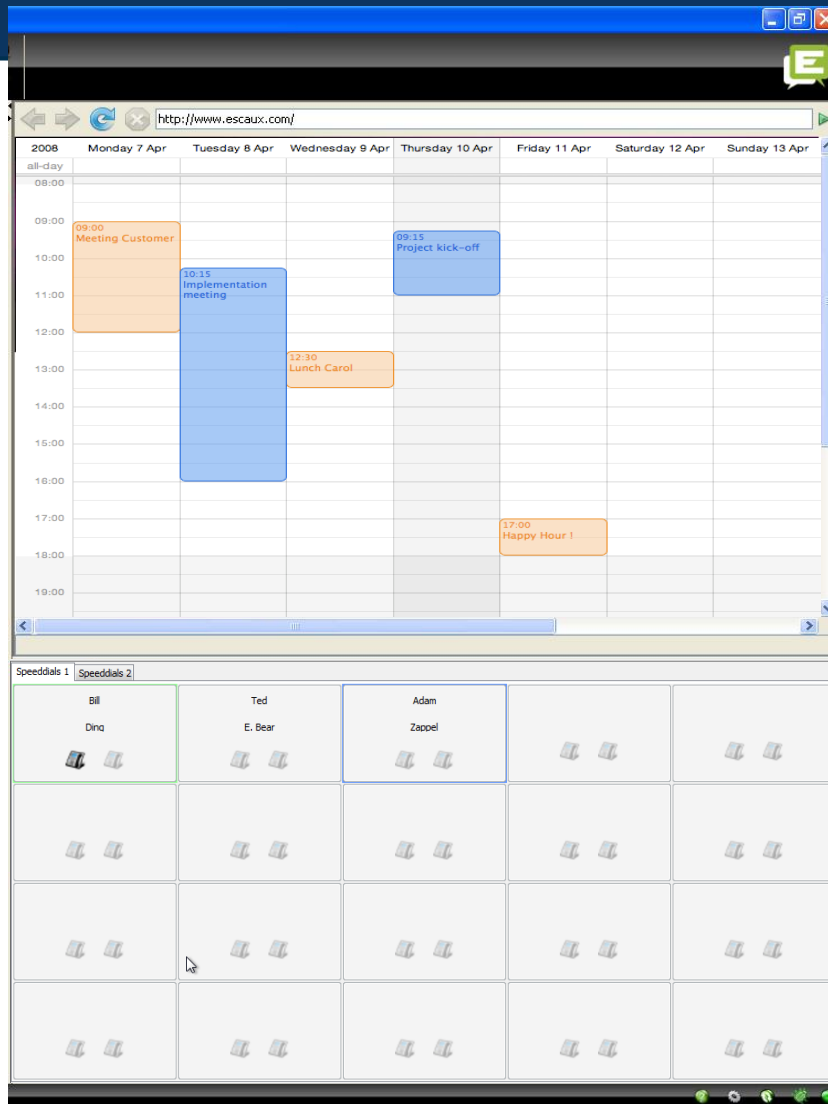 E
http://www.escaux.com/
2008 Monday 7 Apr Tuesday 8 Apr Wednesday 9 Apr Thursday 10 Apr Friday 11 Apr Saturday 12 Apr Sunday 13 Apr
all-day
08:00
09:00
09:00
Meeting Customer
09:15
Project kick-off
10:00
10:15
Implementation
meeting
11:00
12:00
12:30
Lunch Carol
13:00
14:00
15:00
16:00
17:00
17:00
Happy Hour !
18:00
19:00
Speeddials 1 Speeddials 2
Bill Ted Adam
Ding E. Bear Zappel